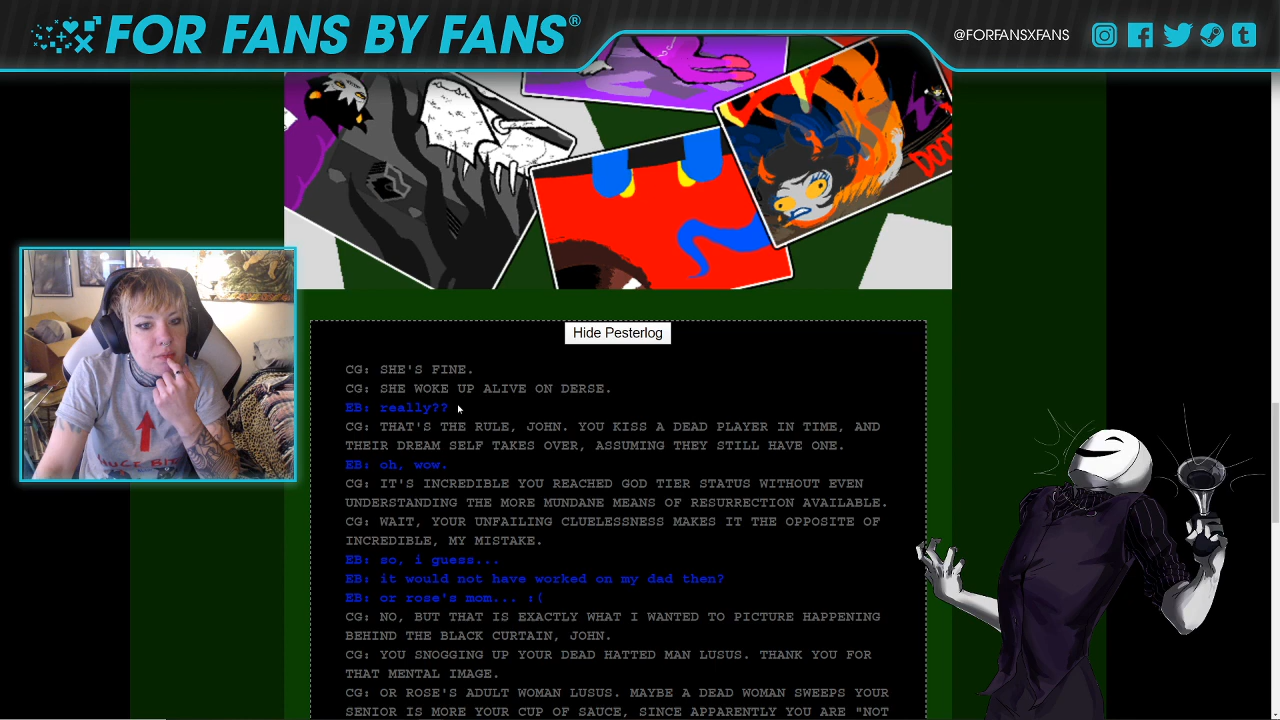 FOR FANS BY FANS®
@FORFANSXFANS
Hide Pesterlog
CG: SHE'S FINE.
CG: SHE WOKE UP ALIVE ON DERSE.
EB: really??
CG: THAT'S THE RULE, JOHN. YOU KISS A DEAD PLAYER IN TIME, AND
THEIR DREAM SELF TAKES OVER, ASSUMING THEY STILL HAVE ONE.
EB: oh, wow.
CG: IT'S INCREDIBLE YOU REACHED GOD TIER STATUS WITHOUT EVEN
UNDERSTANDING THE MORE MUNDANE MEANS OF RESURRECTION AVAILABLE.
CG: WAIT, YOUR UNFAILING CLUELESSNESS MAKES IT THE OPPOSITE OF
INCREDIBLE, MY MISTAKE.
EB: so, i guess...
EB: it would not have worked on my dad then?
EB: or rose's mom... :(
CG: NO, BUT THAT IS EXACTLY WHAT I WANTED TO PICTURE HAPPENING
BEHIND THE BLACK CURTAIN, JOHN.
CG: YOU SNOGGING UP YOUR DEAD HATTED MAN LUSUS. THANK YOU FOR
THAT MENTAL IMAGE.
CG: OR ROSE'S ADULT WOMAN LUSUS. MAYBE A DEAD WOMAN SWEEPS YOUR
SENIOR IS MORE YOUR CUP OF SAUCE, SINCE APPARENTLY YOU ARE "NOT